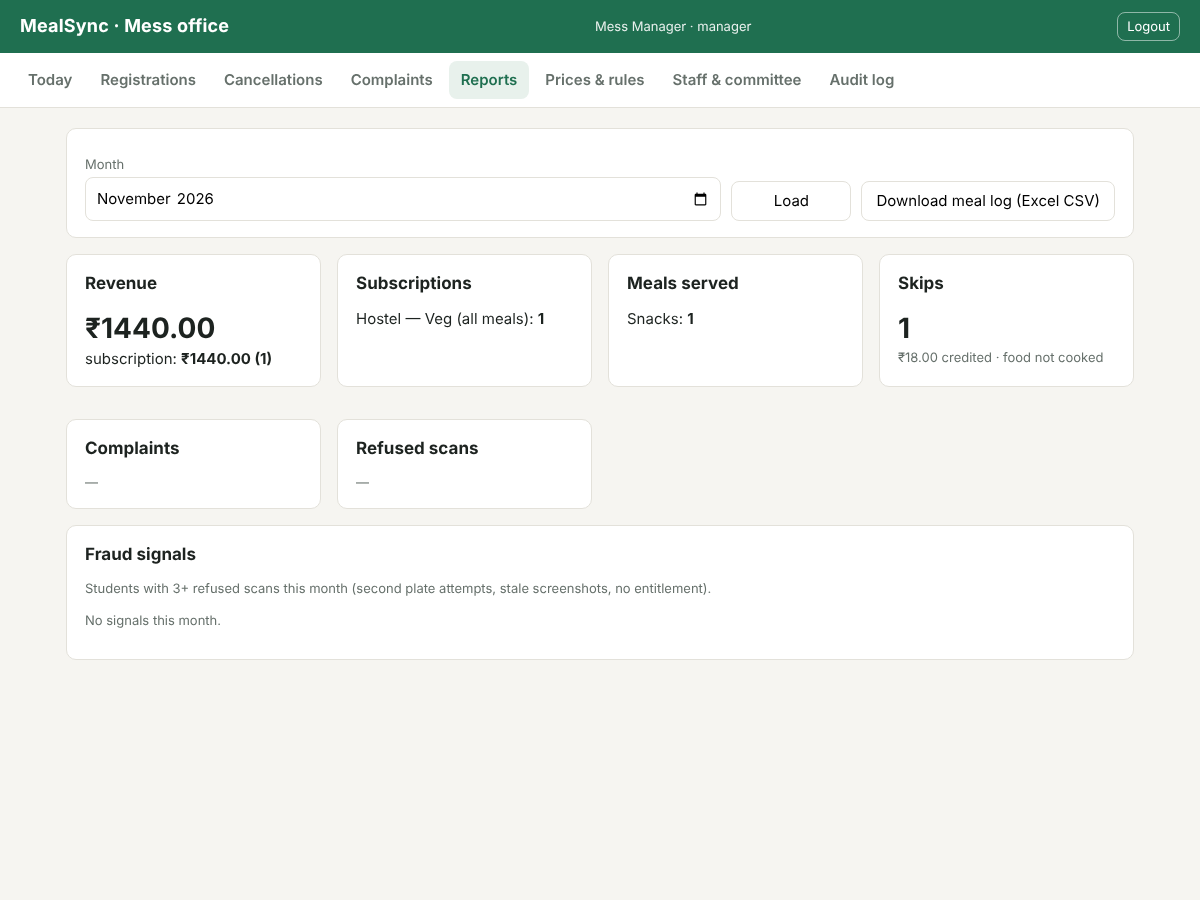 MealSync · Mess office
Mess Manager · manager
Logout
Today
Registrations
Cancellations
Complaints
Reports
Prices & rules
Staff & committee
Audit log
Month
November 2026
Load
Download meal log (Excel CSV)
Revenue
₹1440.00
subscription: ₹1440.00 (1)
Subscriptions
Hostel — Veg (all meals): 1
Meals served
Snacks: 1
Skips
1
₹18.00 credited · food not cooked
Complaints
—
Refused scans
—
Fraud signals
Students with 3+ refused scans this month (second plate attempts, stale screenshots, no entitlement).
No signals this month.